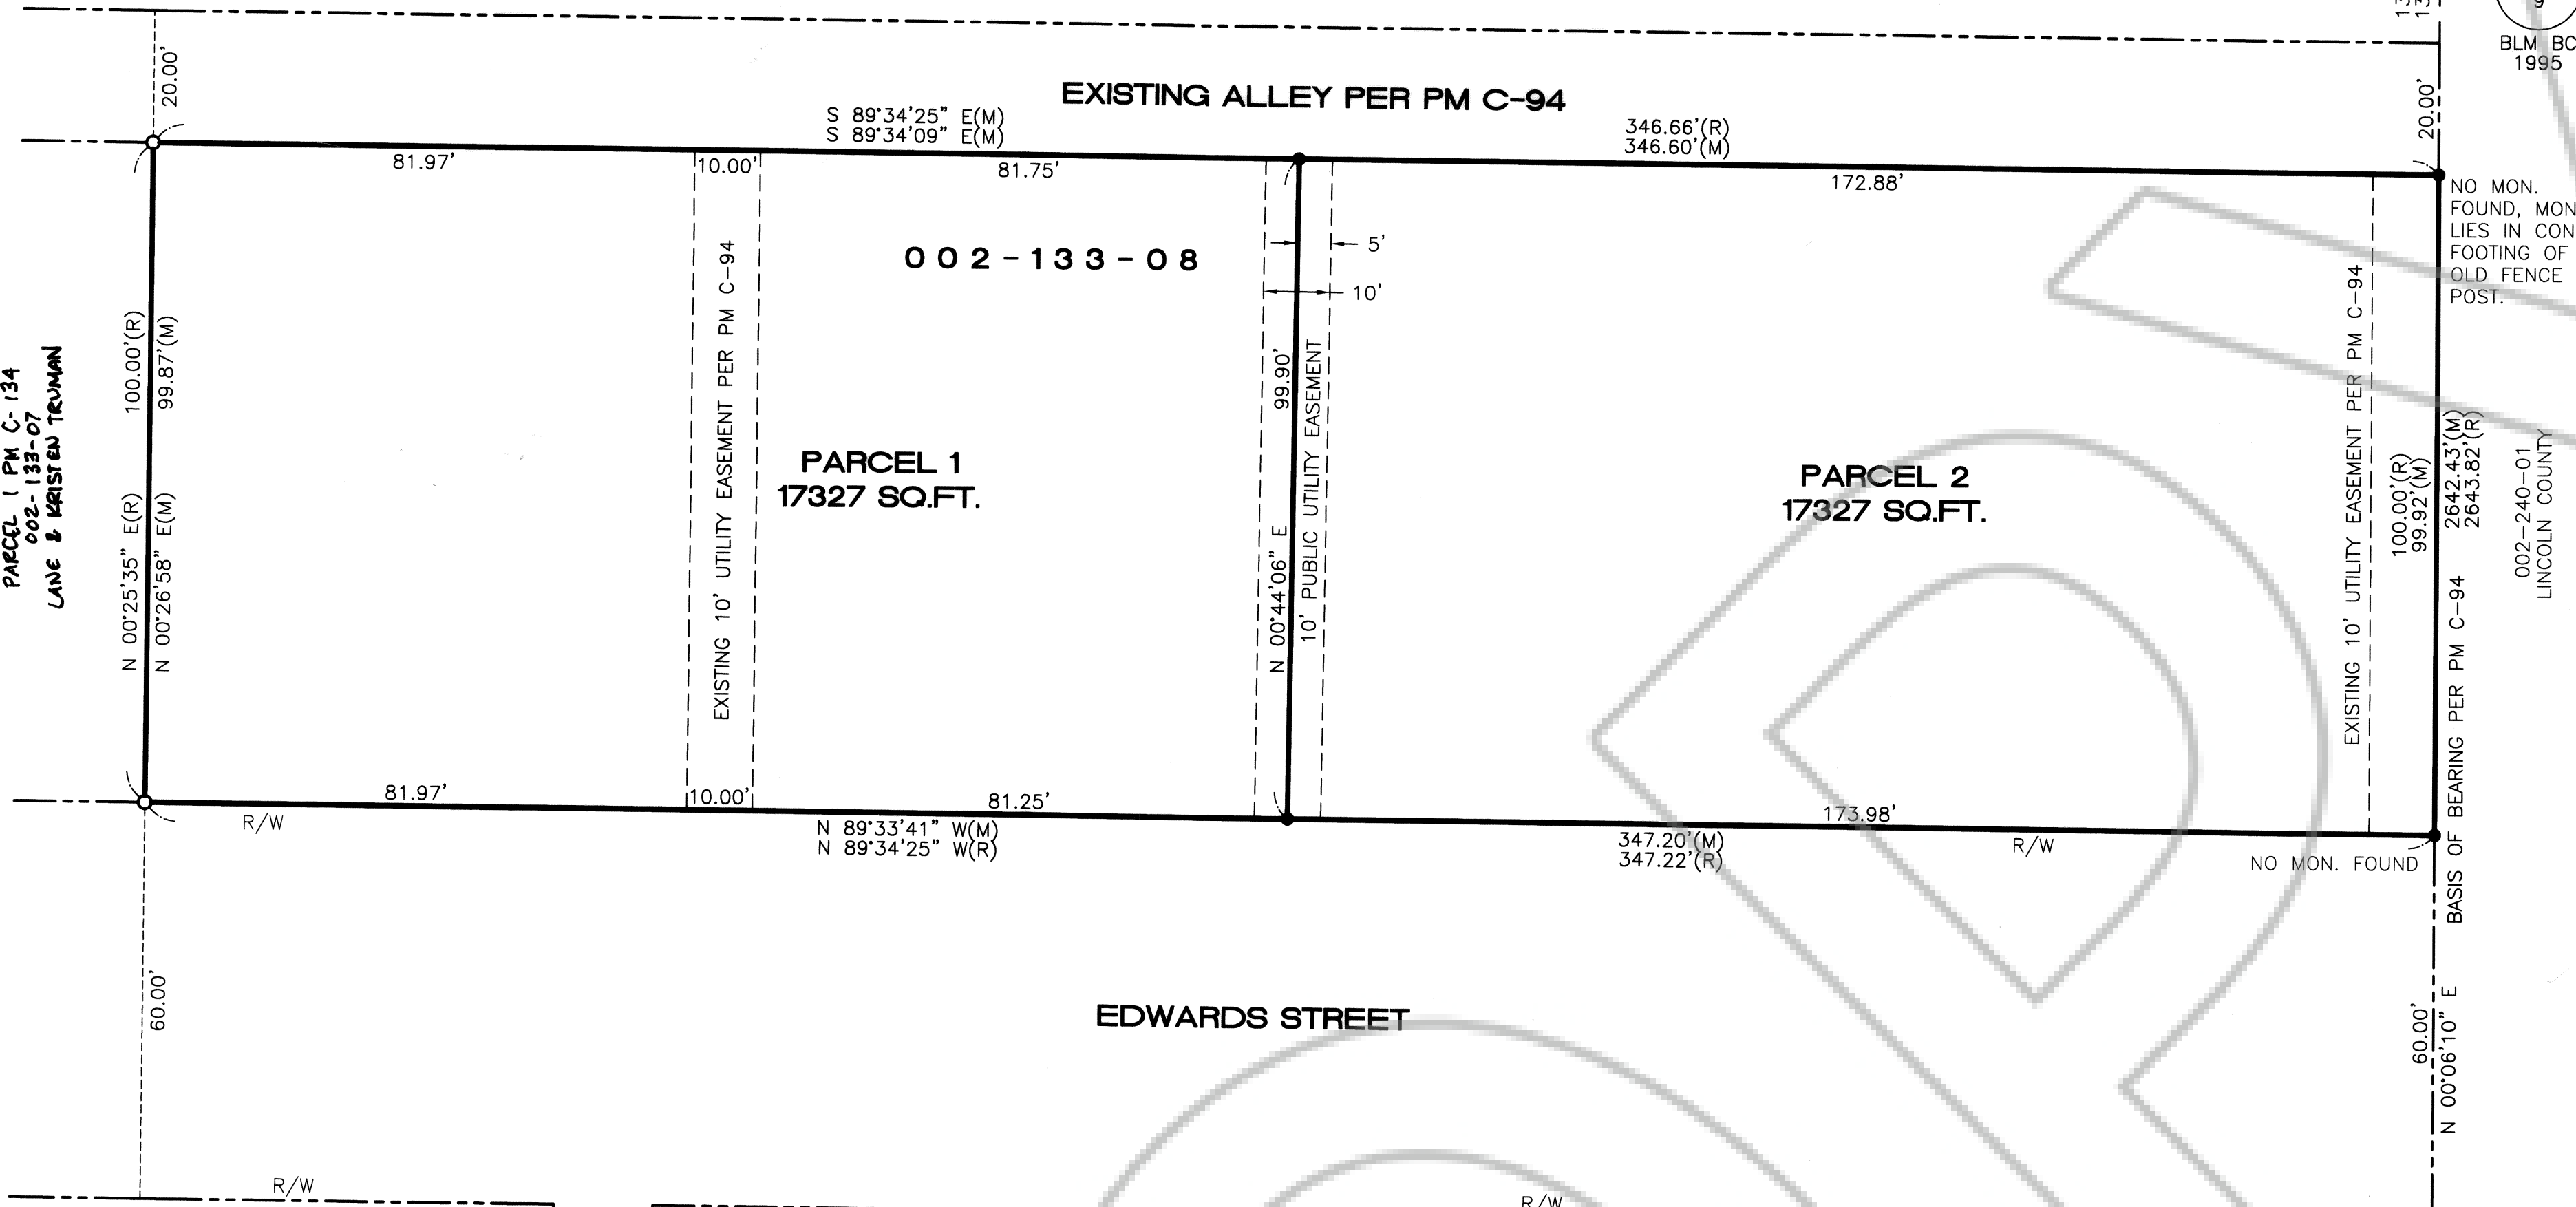 9
BLM BC
1995
20.00'
20.00'
EXISTING ALLEY PER PM C-94
S 89°34'25" E(M)
S 89°34'09" E(M)
346.66'(R)
346.60'(M)
81.97'
10.00'
81.75'
172.88'
NO MON.
FOUND, MON
LIES IN CON
FOOTING OF
OLD FENCE
POST.
002-133-08
5'
10'
PARCEL 1 PM C-134
002-133-07
LANE & KRISTEN TRUMAN
100.00'(R)
99.87'(M)
N 00°25'35" E(R)
N 00°26'58" E(M)
EXISTING 10' UTILITY EASEMENT PER PM C-94
PARCEL 1
17327 SQ.FT.
99.90'
N 00°44'06" E
10' PUBLIC UTILITY EASEMENT
PARCEL 2
17327 SQ.FT.
EXISTING 10' UTILITY EASEMENT PER PM C-94
100.00'(R)
99.92'(M)
2642.43'(M)
2643.82'(R)
N 00°06'10" E BASIS OF BEARING PER PM C-94
002-240-01
LINCOLN COUNTY
81.97'
10.00'
81.25'
173.98'
R/W
N 89°33'41" W(M)
N 89°34'25" W(R)
347.20'(M)
347.22'(R)
R/W
NO MON. FOUND
60.00'
EDWARDS STREET
60.00'
R/W
R/W